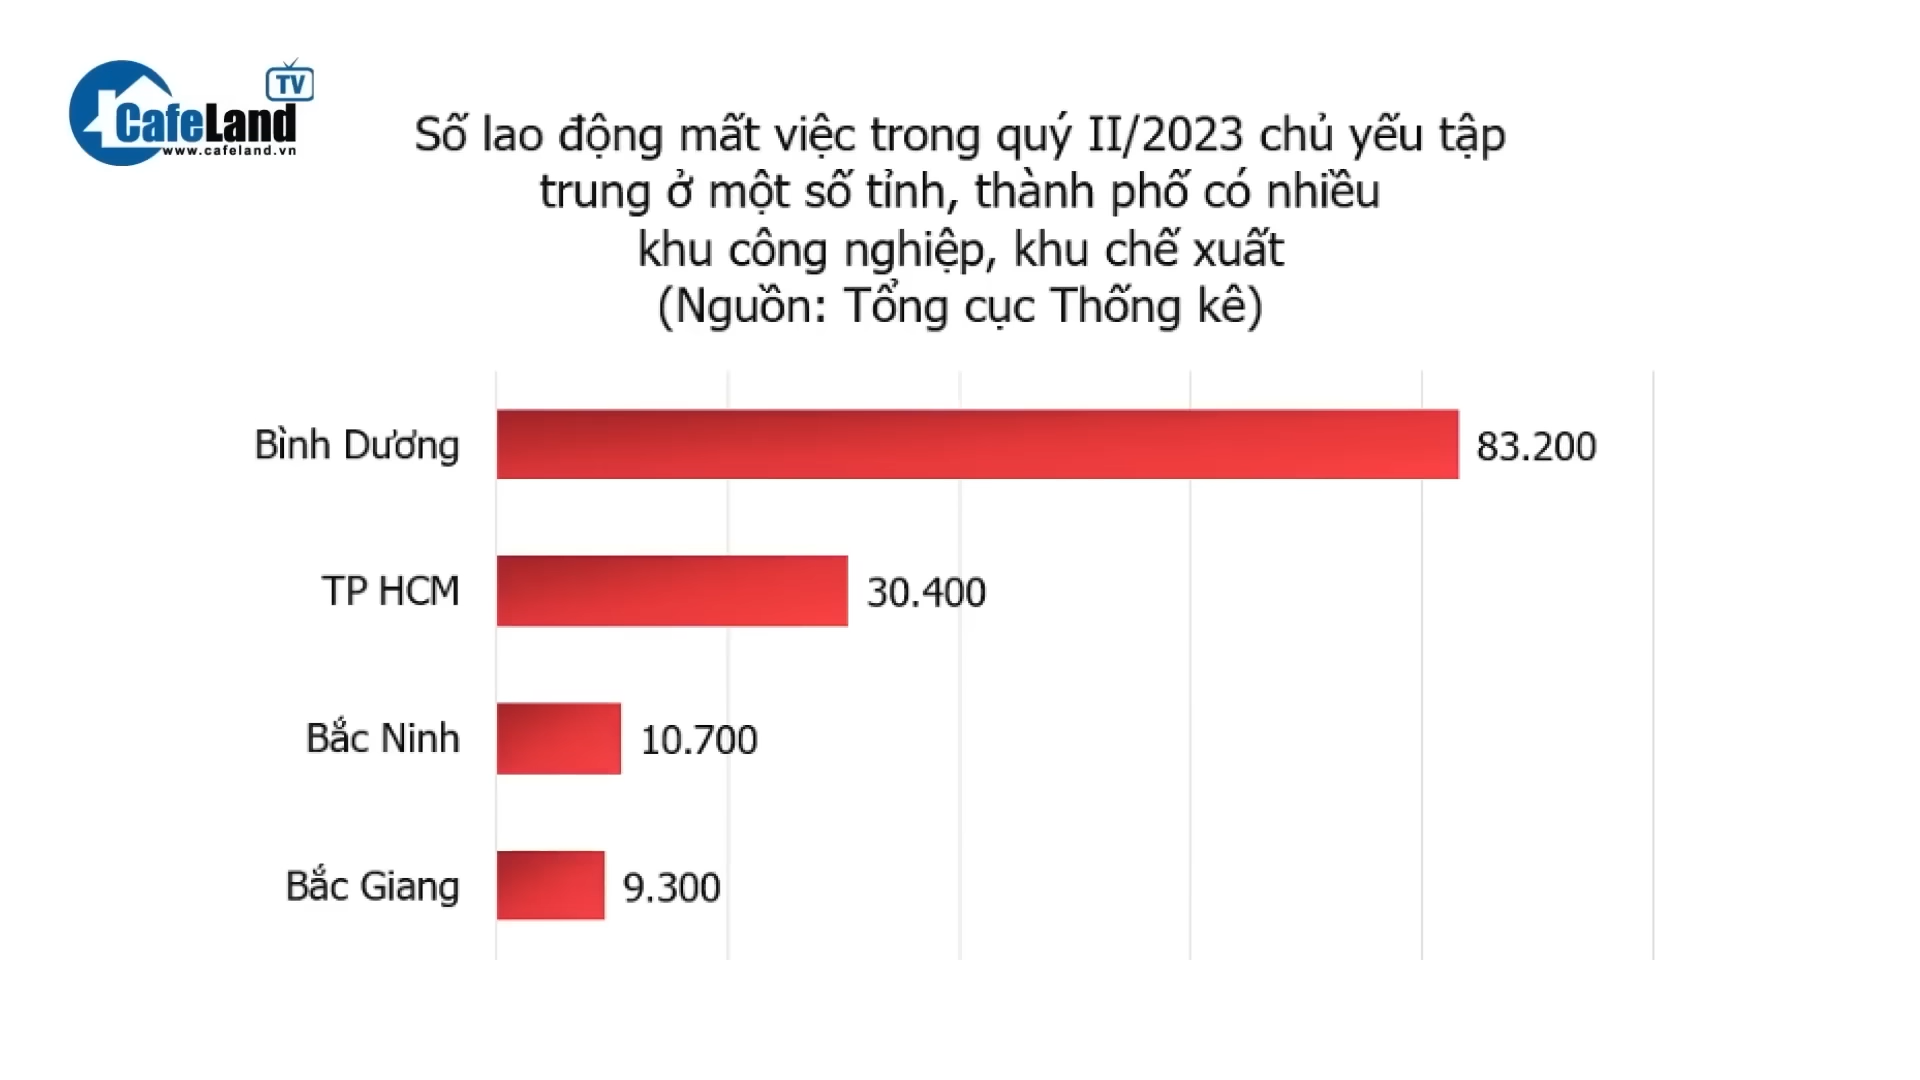 TV
CafeLand
www.cafeland.vn
Số lao động mất việc trong quý II/2023 chủ yếu tập
trung ở một số tỉnh, thành phố có nhiều
khu công nghiệp, khu chế xuất
(Nguồn: Tổng cục Thống kê)
Bình Dương 83.200
TP HCM 30.400
Bắc Ninh 10.700
Bắc Giang 9.300